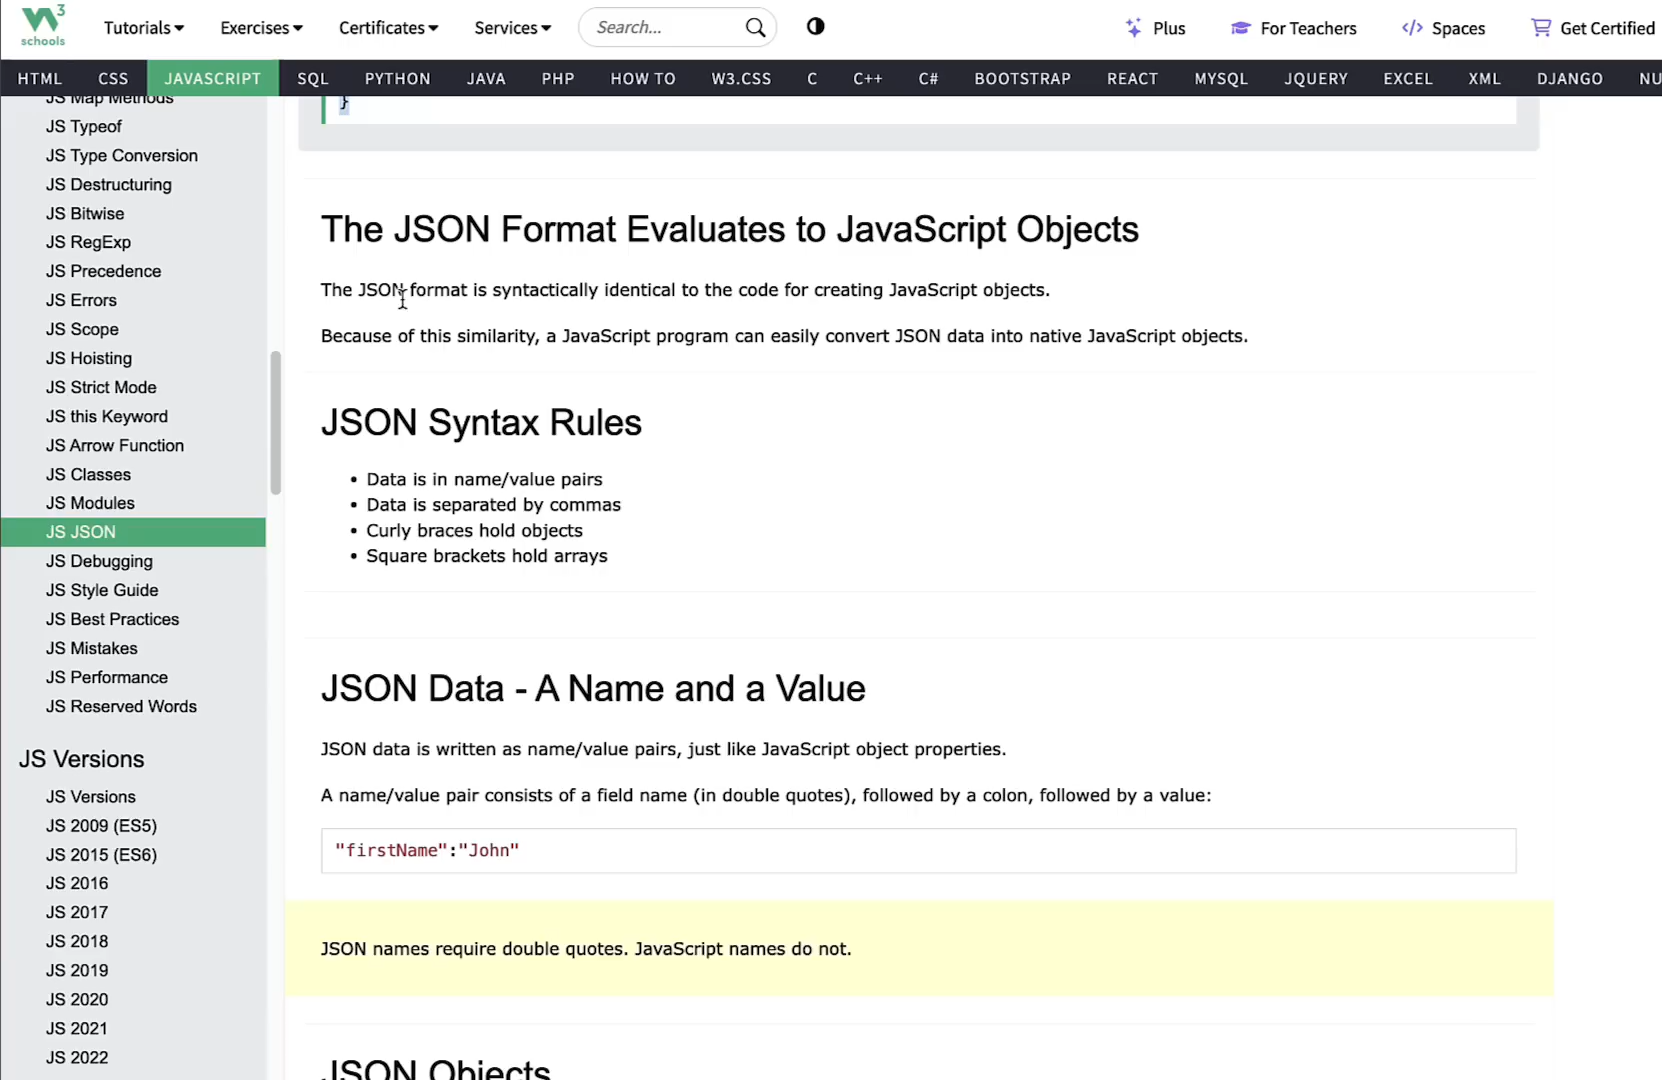 W3
schools
Tutorials
Exercises
Certificates
Services
Search...
Plus
For Teachers
Spaces
Get Certified
HTML CSS JAVASCRIPT SQL PYTHON JAVA PHP HOW TO W3.CSS C C++ C# BOOTSTRAP REACT MYSQL JQUERY EXCEL XML DJANGO NU
JS Map Methods
JS Typeof
JS Type Conversion
JS Destructuring
JS Bitwise
JS RegExp
JS Precedence
JS Errors
JS Scope
JS Hoisting
JS Strict Mode
JS this Keyword
JS Arrow Function
JS Classes
JS Modules
JS JSON
JS Debugging
JS Style Guide
JS Best Practices
JS Mistakes
JS Performance
JS Reserved Words
JS Versions
JS Versions
JS 2009 (ES5)
JS 2015 (ES6)
JS 2016
JS 2017
JS 2018
JS 2019
JS 2020
JS 2021
JS 2022
}
The JSON Format Evaluates to JavaScript Objects
The JSON format is syntactically identical to the code for creating JavaScript objects.
Because of this similarity, a JavaScript program can easily convert JSON data into native JavaScript objects.
JSON Syntax Rules
• Data is in name/value pairs
• Data is separated by commas
• Curly braces hold objects
• Square brackets hold arrays
JSON Data - A Name and a Value
JSON data is written as name/value pairs, just like JavaScript object properties.
A name/value pair consists of a field name (in double quotes), followed by a colon, followed by a value:
"firstName":"John"
JSON names require double quotes. JavaScript names do not.
JSON Objects